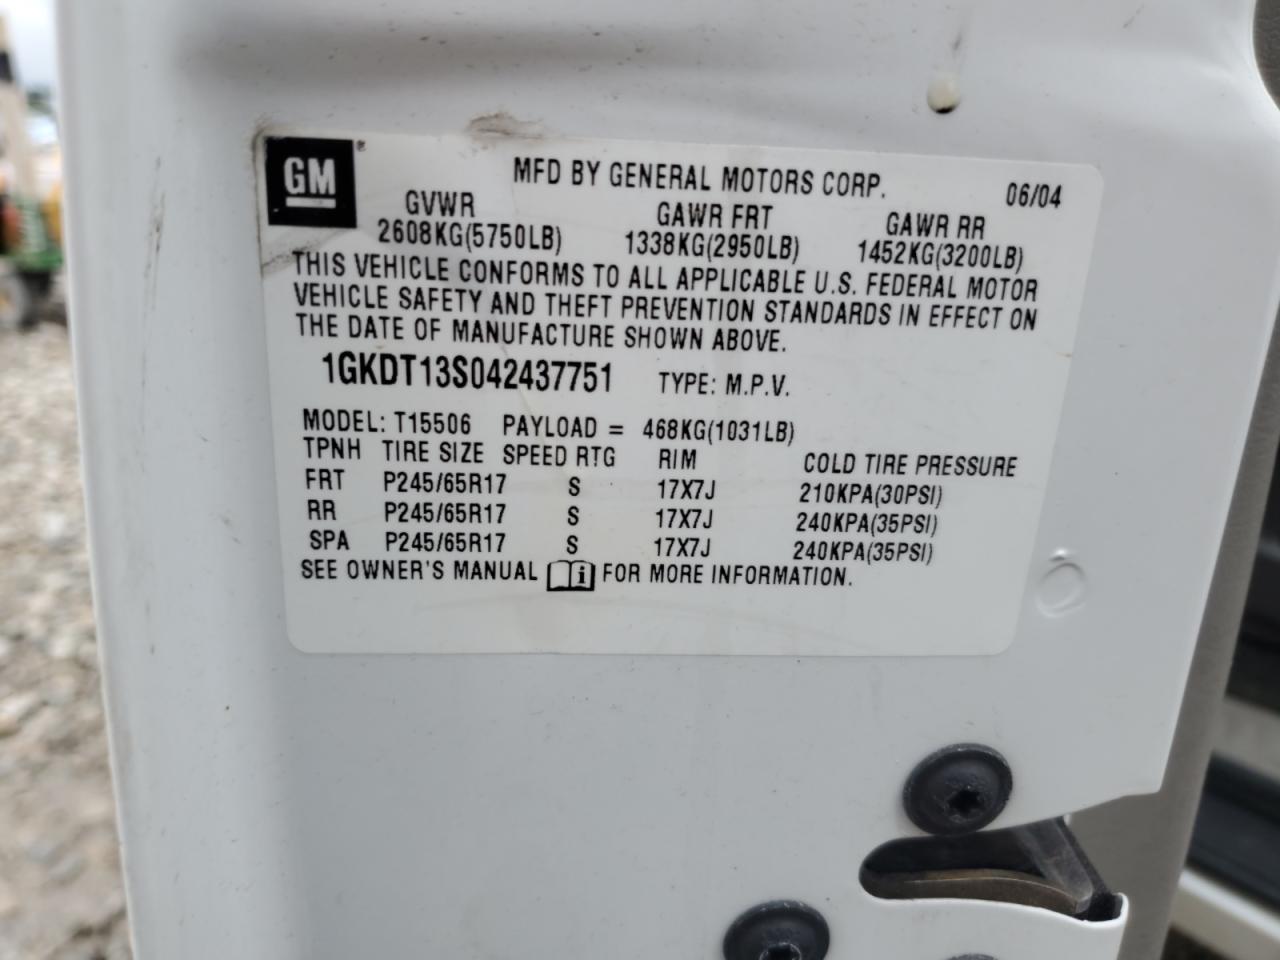 GM ®
MFD BY GENERAL MOTORS CORP. 06/04
GVWR GAWR FRT GAWR RR
2608KG(5750LB) 1338KG(2950LB) 1452KG(3200LB)
THIS VEHICLE CONFORMS TO ALL APPLICABLE U.S. FEDERAL MOTOR
VEHICLE SAFETY AND THEFT PREVENTION STANDARDS IN EFFECT ON
THE DATE OF MANUFACTURE SHOWN ABOVE.
1GKDT13S042437751 TYPE: M.P.V.
MODEL: T15506 PAYLOAD = 468KG(1031LB)
TPNH TIRE SIZE SPEED RTG RIM COLD TIRE PRESSURE
FRT P245/65R17 S 17X7J 210KPA(30PSI)
RR P245/65R17 S 17X7J 240KPA(35PSI)
SPA P245/65R17 S 17X7J 240KPA(35PSI)
SEE OWNER'S MANUAL i FOR MORE INFORMATION.